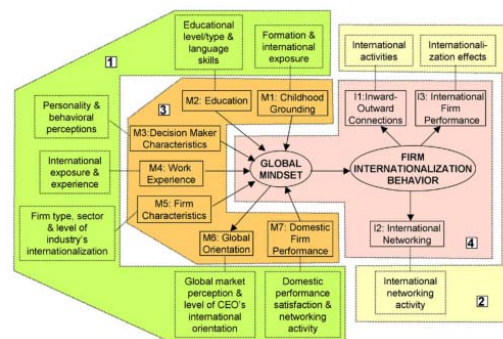 1
Educational
level/type &
language
skills
Formation &
international
exposure
International
activities
Internationali-
zation effects
3
M2: Education
M1: Childhood
Grounding
I1:Inward-
Outward
Connections
I3: International
Firm
Performance
Personality &
behavioral
perceptions
M3:Decision Maker
Characteristics
International
exposure &
experience
M4: Work
Experience
GLOBAL
MINDSET
FIRM
INTERNATIONALIZATION
BEHAVIOR
Firm type, sector
& level of
industry's
internationalization
M5: Firm
Characteristics
M6: Global
Orientation
M7: Domestic
Firm
Performance
I2: International
Networking
4
Global market
perception &
level of CEO's
international
orientation
Domestic
performance
satisfaction &
networking
activity
International
networking
activity
2